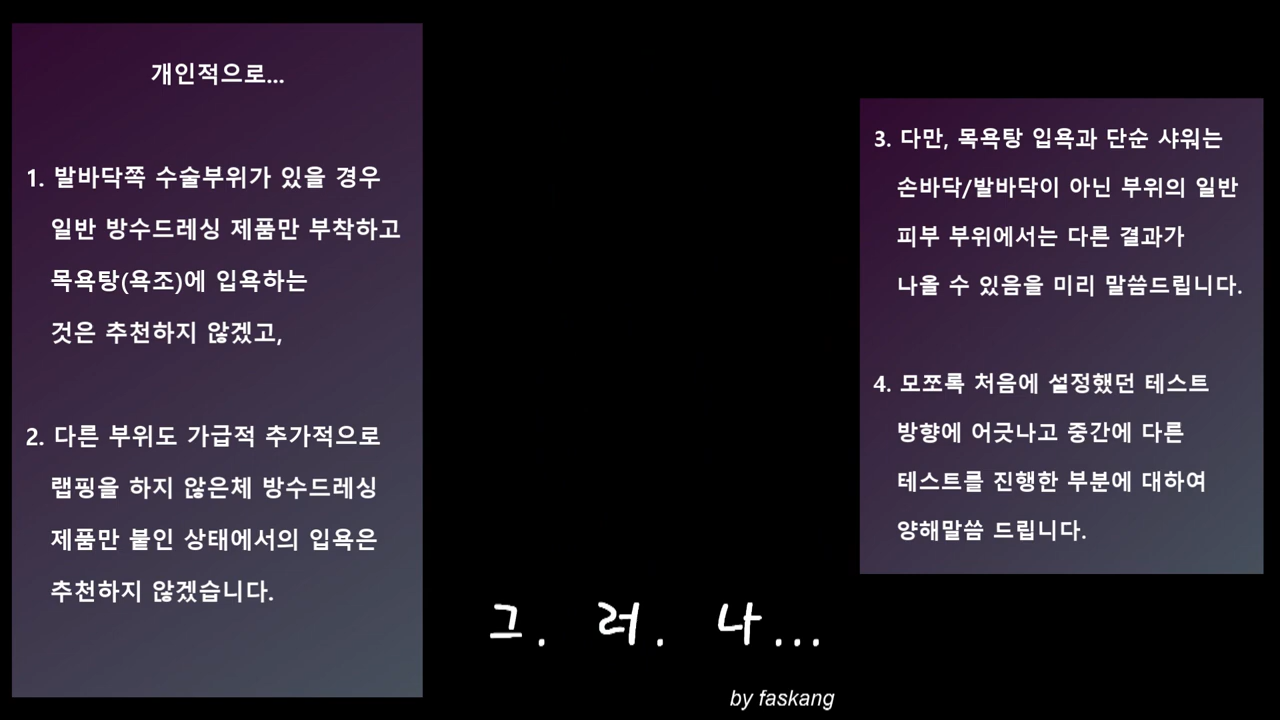 개인적으로...
1. 발바닥쪽 수술부위가 있을 경우
일반 방수드레싱 제품만 부착하고
목욕탕(욕조)에 입욕하는
것은 추천하지 않겠고,
2. 다른 부위도 가급적 추가적으로
랩핑을 하지 않은체 방수드레싱
제품만 붙인 상태에서의 입욕은
추천하지 않겠습니다.
3. 다만, 목욕탕 입욕과 단순 샤워는
손바닥/발바닥이 아닌 부위의 일반
피부 부위에서는 다른 결과가
나올 수 있음을 미리 말씀드립니다.
4. 모쪼록 처음에 설정했던 테스트
방향에 어긋나고 중간에 다른
테스트를 진행한 부분에 대하여
양해말씀 드립니다.
그. 러. 나...
by faskang